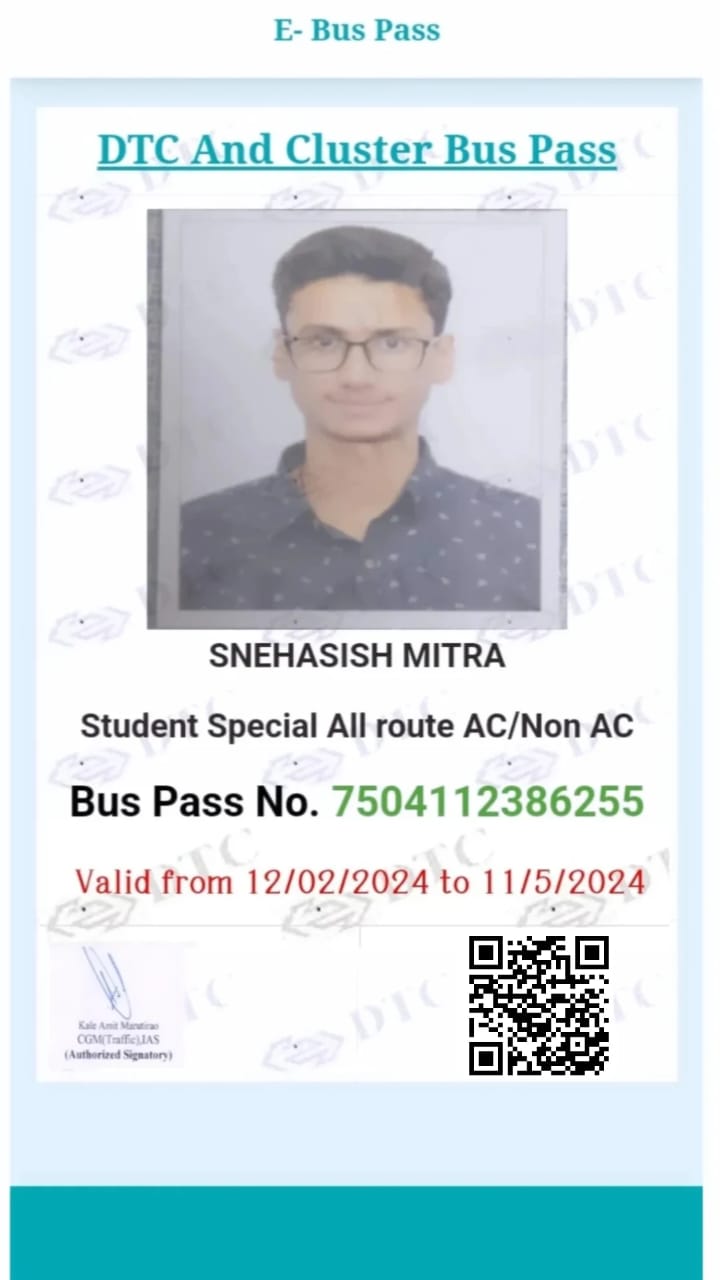 E- Bus Pass
DTC And Cluster Bus Pass
SNEHASISH MITRA
Student Special All route AC/Non AC
Bus Pass No. 7504112386255
Valid from 12/02/2024 to 11/5/2024
Kale Amit Marutirao
CGM(Traffic),IAS
(Authorized Signatory)
DTC